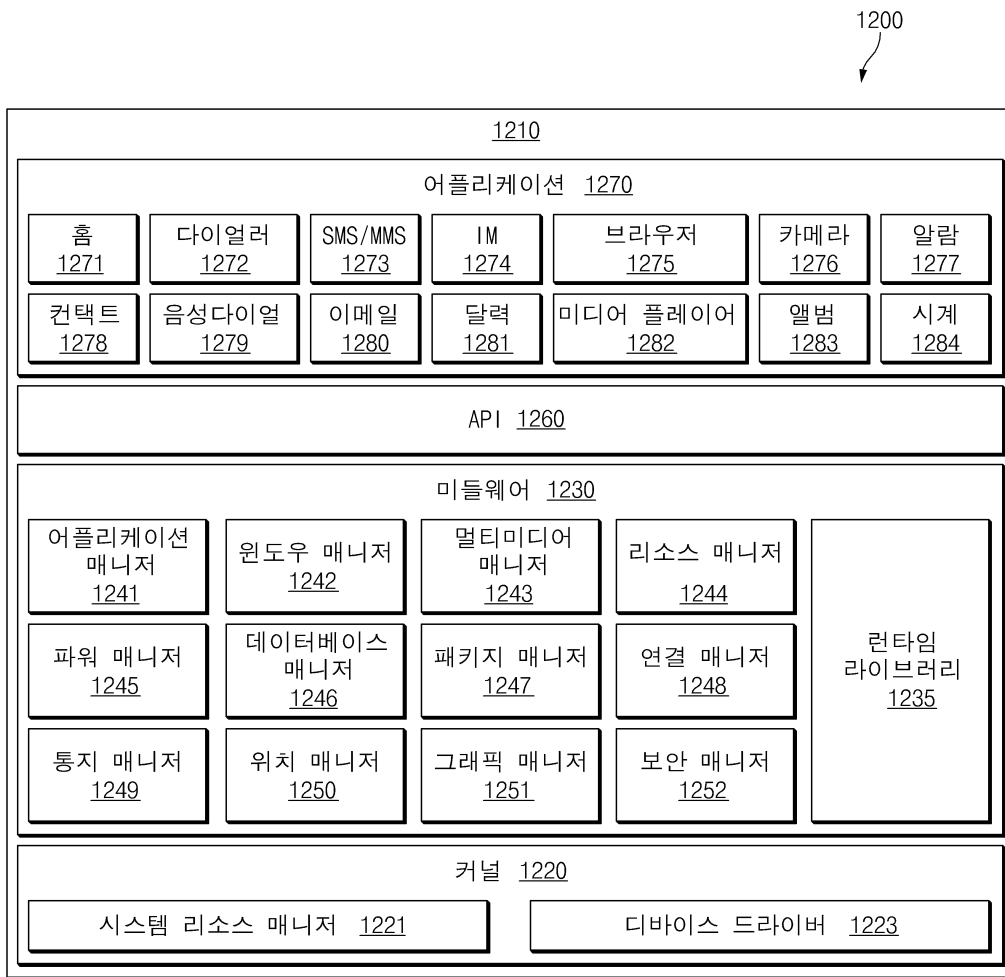 1200
1210
어플리케이션 1270
홈
1271
다이얼러
1272
SMS/MMS
1273
IM
1274
브라우저
1275
카메라
1276
알람
1277
컨택트
1278
음성다이얼
1279
이메일
1280
달력
1281
미디어 플레이어
1282
앨범
1283
시계
1284
API 1260
미들웨어 1230
어플리케이션
매니저
1241
윈도우 매니저
1242
멀티미디어
매니저
1243
리소스 매니저
1244
파워 매니저
1245
데이터베이스
매니저
1246
패키지 매니저
1247
연결 매니저
1248
통지 매니저
1249
위치 매니저
1250
그래픽 매니저
1251
보안 매니저
1252
런타임
라이브러리
1235
커널 1220
시스템 리소스 매니저 1221
디바이스 드라이버 1223